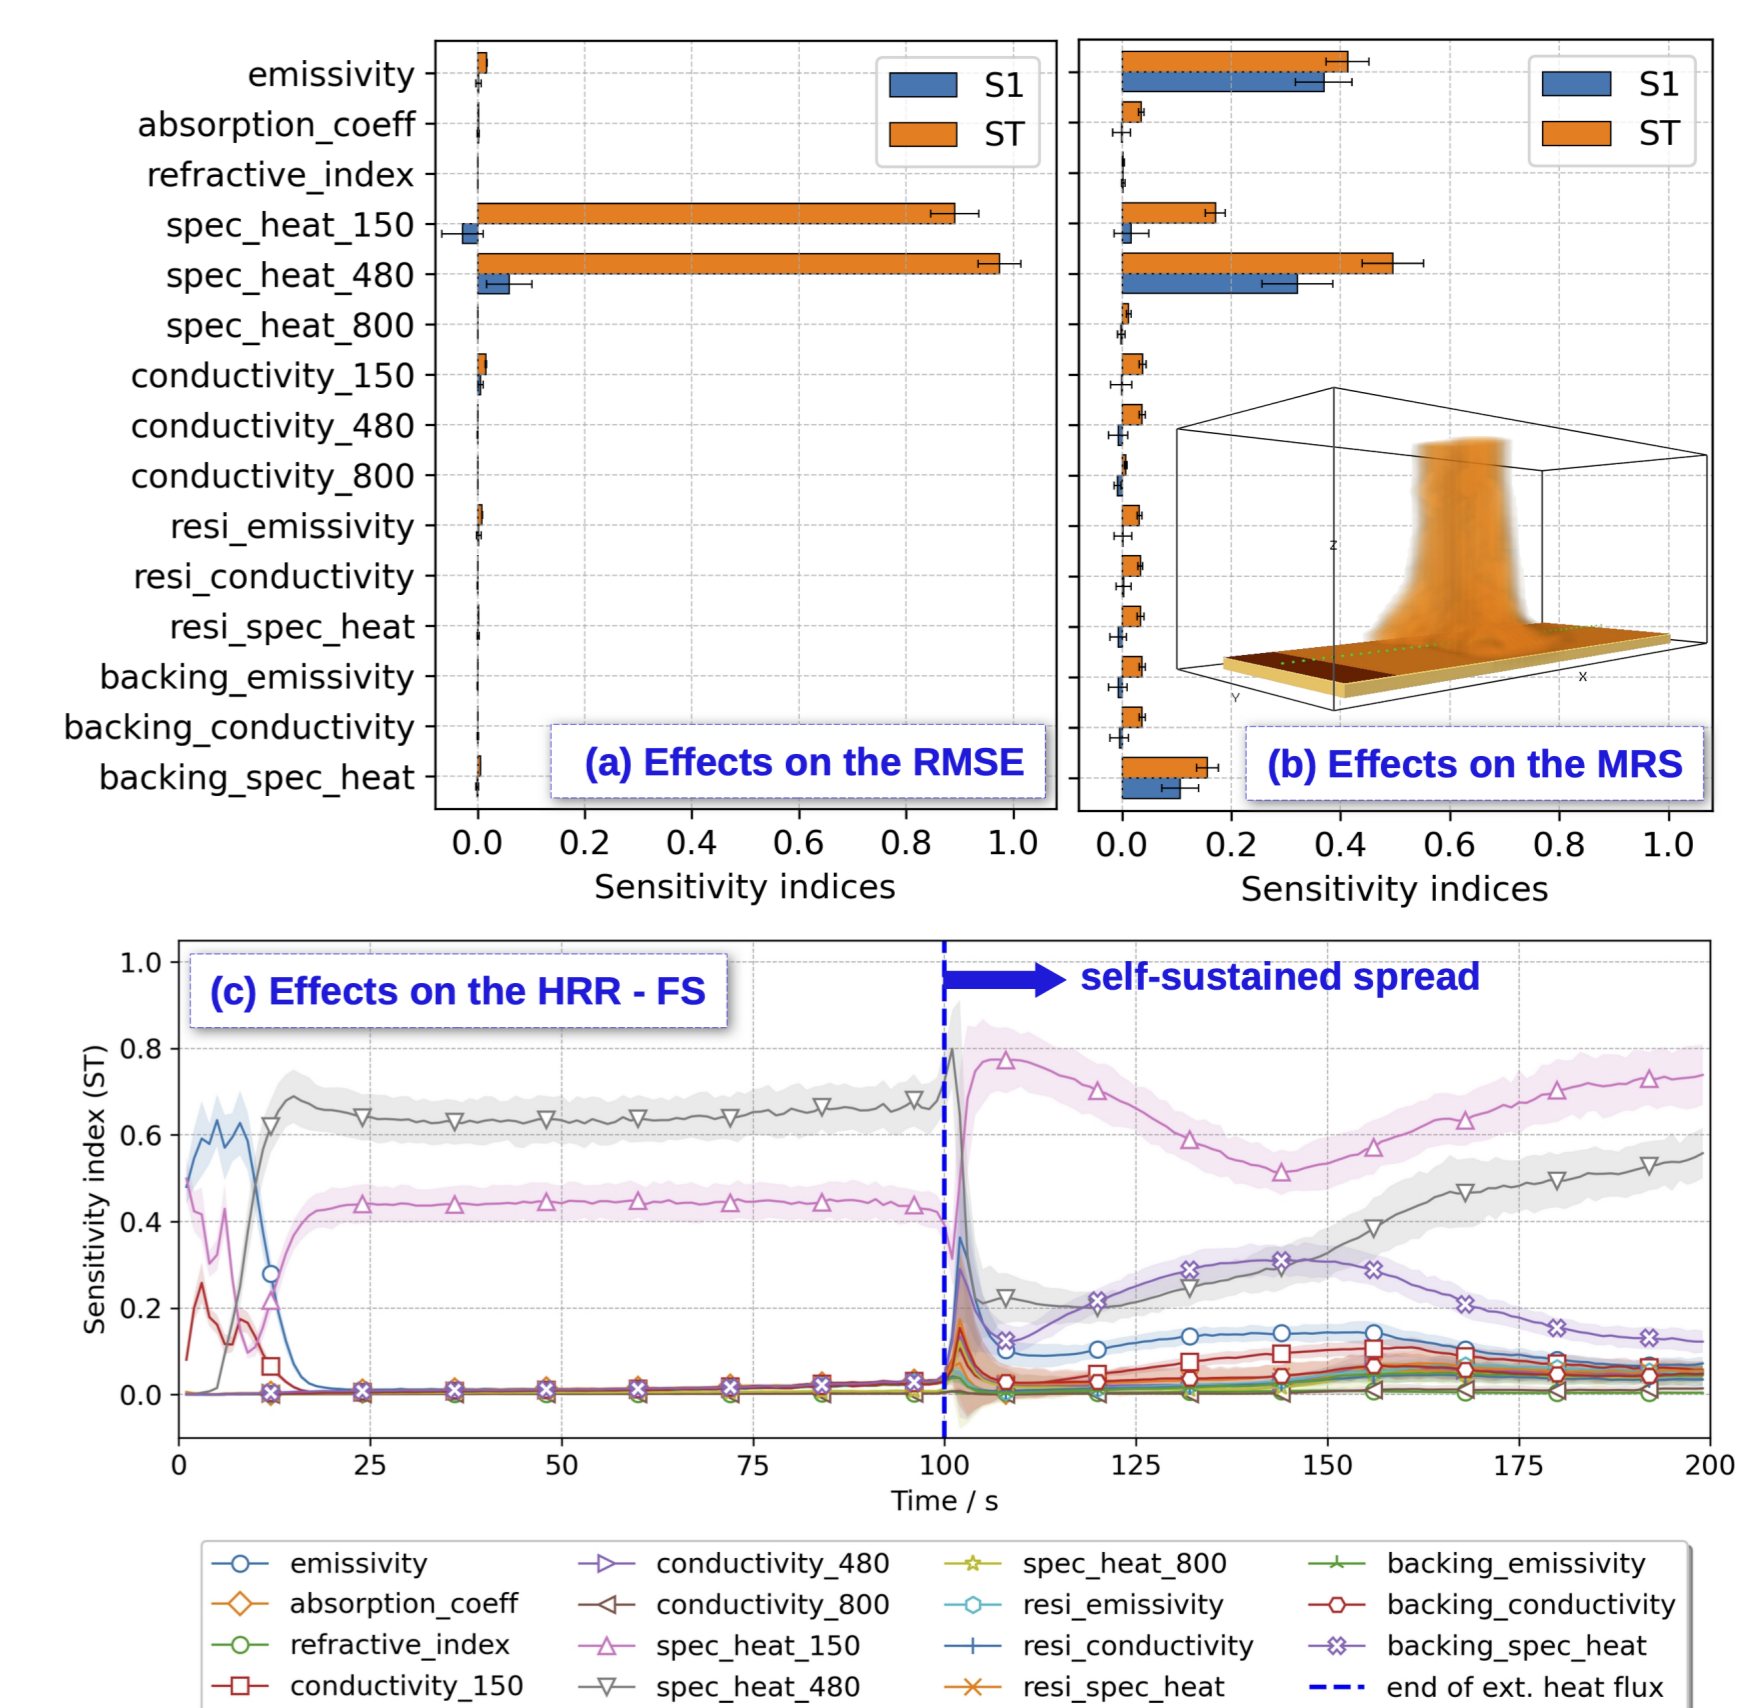 emissivity
absorption_coeff
refractive_index
spec_heat_150
spec_heat_480
spec_heat_800
conductivity_150
conductivity_480
conductivity_800
resi_emissivity
resi_conductivity
resi_spec_heat
backing_emissivity
backing_conductivity
backing_spec_heat
S1
ST
(a) Effects on the RMSE
0.0 0.2 0.4 0.6 0.8 1.0
Sensitivity indices
S1
ST
Z
X
Y
(b) Effects on the MRS
0.0 0.2 0.4 0.6 0.8 1.0
Sensitivity indices
(c) Effects on the HRR - FS
self-sustained spread
Sensitivity index (ST)
1.0
0.8
0.6
0.4
0.2
0.0
0 25 50 75 100 125 150 175 200
Time / s
emissivity conductivity_480 spec_heat_800 backing_emissivity
absorption_coeff conductivity_800 resi_emissivity backing_conductivity
refractive_index spec_heat_150 resi_conductivity backing_spec_heat
conductivity_150 spec_heat_480 resi_spec_heat end of ext. heat flux